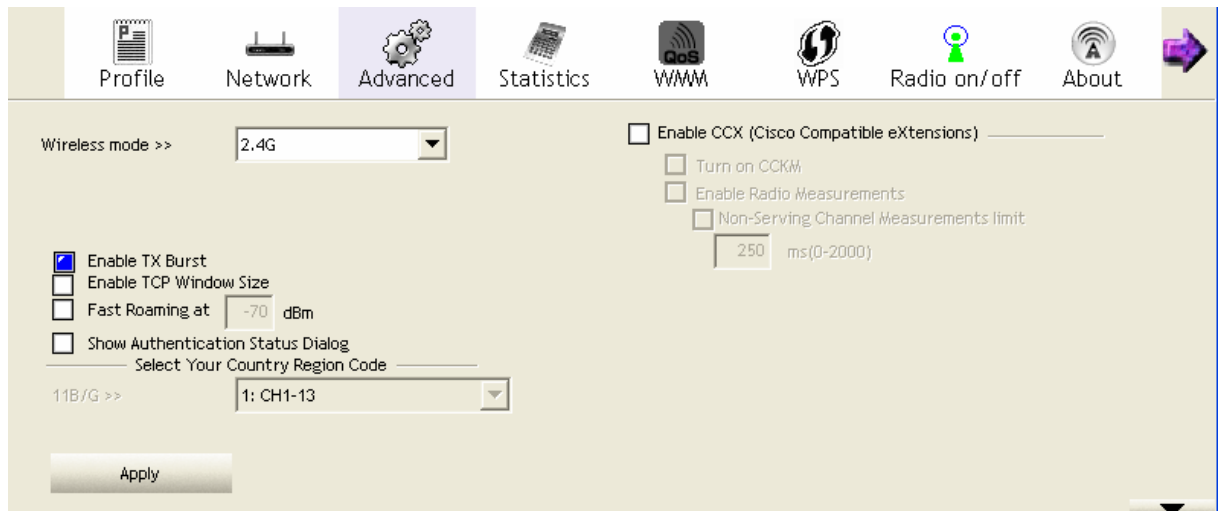 Profile Network Advanced Statistics QoS WMM WPS Radio on/off About
Wireless mode >> 2.4G
Enable TX Burst
Enable TCP Window Size
Fast Roaming at -70 dBm
Show Authentication Status Dialog
Select Your Country Region Code
11B/G >> 1: CH1-13
Apply
Enable CCX (Cisco Compatible eXtensions)
Turn on CCKM
Enable Radio Measurements
Non-Serving Channel Measurements limit
250 ms(0-2000)